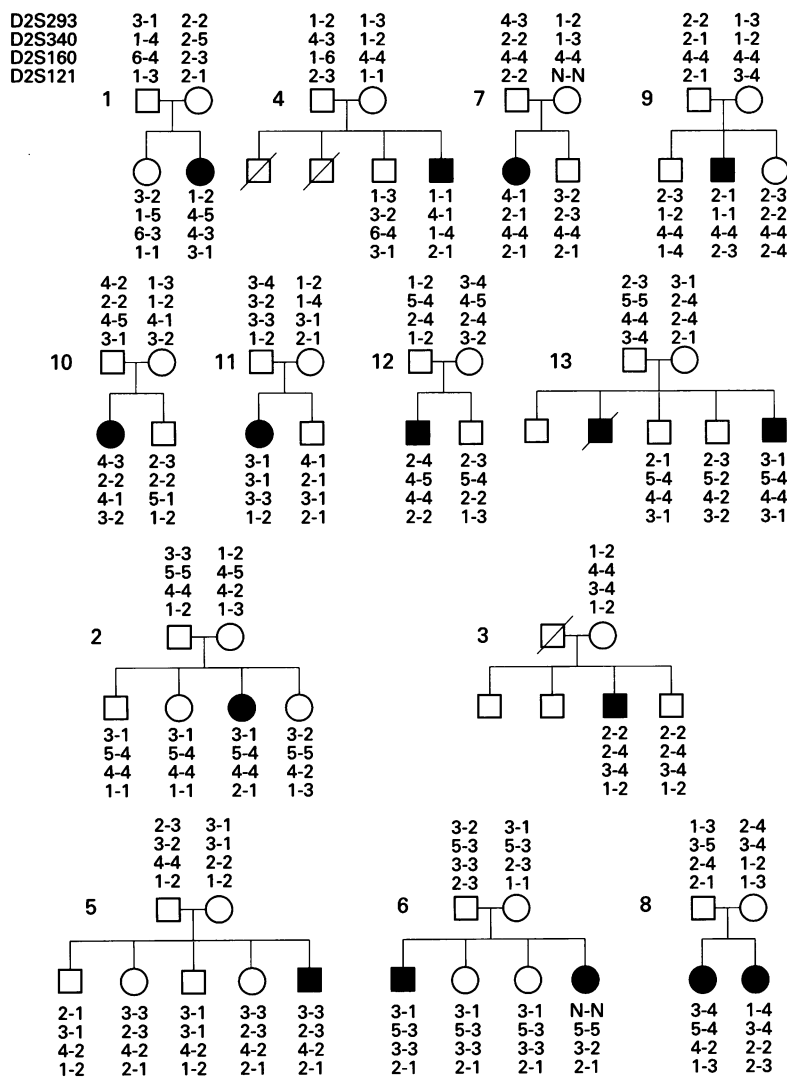 D2S293 3-1 2-2 1-2 1-3 4-3 1-2 2-2 1-3
D2S340 1-4 2-5 4-3 1-2 2-2 1-3 2-1 1-2
D2S160 6-4 2-3 1-6 4-4 4-4 4-4 4-4 4-4
D2S121 1-3 2-1 2-3 1-1 2-2 N-N 2-1 3-4
1 4 7 9
3-2 1-2 1-3 1-1 4-1 3-2 2-3 2-1 2-3
1-5 4-5 3-2 4-1 2-1 2-3 1-2 1-1 2-2
6-3 4-3 6-4 1-4 4-4 4-4 4-4 4-4 4-4
1-1 3-1 3-1 2-1 2-1 2-1 1-4 2-3 2-4
4-2 1-3 3-4 1-2 1-2 3-4 2-3 3-1
2-2 1-2 3-2 1-4 5-4 4-5 5-5 2-4
4-5 4-1 3-3 3-1 2-4 2-4 4-4 2-4
3-1 3-2 1-2 2-1 1-2 3-2 3-4 2-1
10 11 12 13
4-3 2-3 3-1 4-1 2-4 2-3 2-1 2-3 3-1
2-2 2-2 3-1 2-1 4-5 5-4 5-4 5-2 5-4
4-1 5-1 3-3 3-1 4-4 2-2 4-4 4-2 4-4
3-2 1-2 1-2 2-1 2-2 1-3 3-1 3-2 3-1
3-3 1-2 1-2
5-5 4-5 4-4
4-4 4-2 3-4
1-2 1-3 1-2
2 3
3-1 3-1 3-1 3-2 2-2 2-2
5-4 5-4 5-4 5-5 2-4 2-4
4-4 4-4 4-4 4-2 3-4 3-4
1-1 1-1 2-1 1-3 1-2 1-2
2-3 3-1 3-2 3-1 1-3 2-4
3-2 3-1 5-3 5-3 3-5 3-4
4-4 2-2 3-3 2-3 2-4 1-2
1-2 1-2 2-3 1-1 2-1 1-3
5 6 8
2-1 3-3 3-1 3-3 3-3 3-1 3-1 3-1 N-N 3-4 1-4
3-1 2-3 3-1 2-3 2-3 5-3 5-3 5-3 5-5 5-4 3-4
4-2 4-2 4-2 4-2 4-2 3-3 3-3 3-3 3-2 4-2 2-2
1-2 2-1 1-2 2-1 2-1 2-1 2-1 2-1 2-1 1-3 2-3